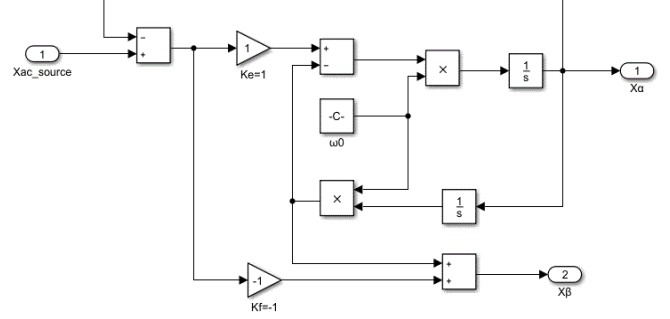 −
+
1
Xac_source
1
Ke=1
+
−
×
1
s
1
Xα
-C-
ω0
×
1
s
-1
Kf=-1
+
+
2
Xβ